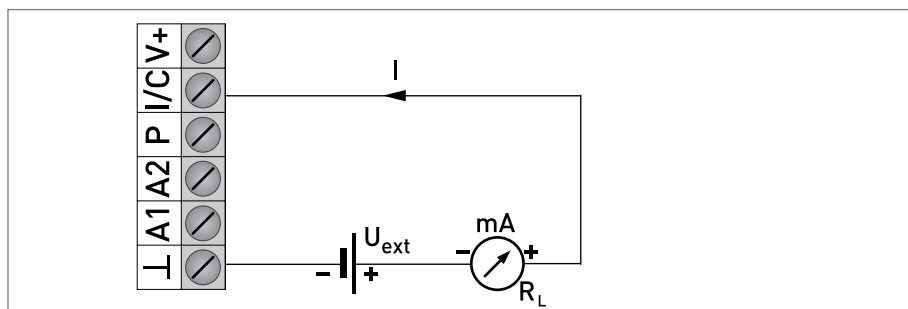 V+
I/C
P
A2
A1
⊥
I
- U_ext +
- mA +
R_L